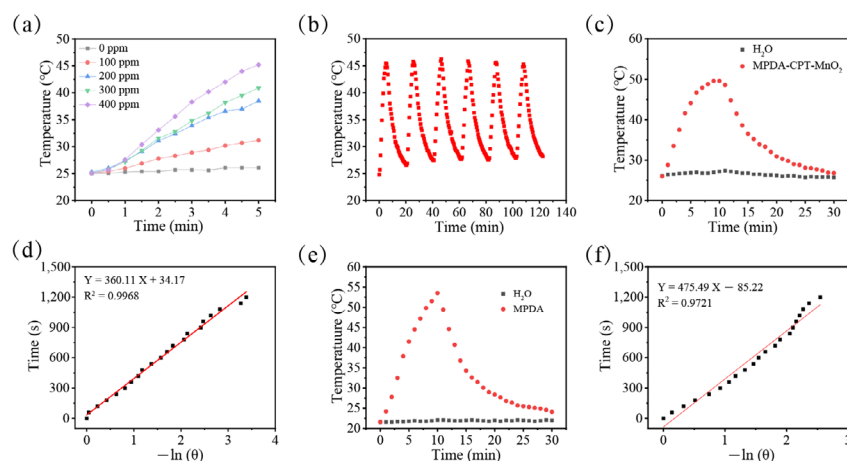 (a)
50
45
40
35
30
25
20
Temperature (°C)
0 ppm
100 ppm
200 ppm
300 ppm
400 ppm
0 1 2 3 4 5
Time (min)
(b)
50
45
40
35
30
25
20
Temperature (°C)
0 20 40 60 80 100 120 140
Time (min)
(c)
60
50
40
30
20
Temperature (°C)
H₂O
MPDA-CPT-MnO₂
0 5 10 15 20 25 30
Time (min)
(d)
1,500
1,200
900
600
300
0
Time (s)
Y = 360.11 X + 34.17
R² = 0.9968
0 1 2 3 4
－ln (θ)
(e)
60
55
50
45
40
35
30
25
20
Temperatuure (°C)
H₂O
MPDA
0 5 10 15 20 25 30
Time (min)
(f)
1,500
1,200
900
600
300
0
Time (s)
Y = 475.49 X － 85.22
R² = 0.9721
0 1 2 3
－ln (θ)